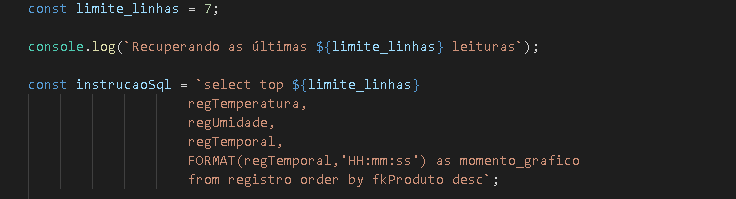 const limite_linhas = 7;
console.log(`Recuperando as últimas ${limite_linhas} leituras`);
const instrucaoSql = `select top ${limite_linhas}
regTemperatura,
regUmidade,
regTemporal,
FORMAT(regTemporal,'HH:mm:ss') as momento_grafico
from registro order by fkProduto desc`;